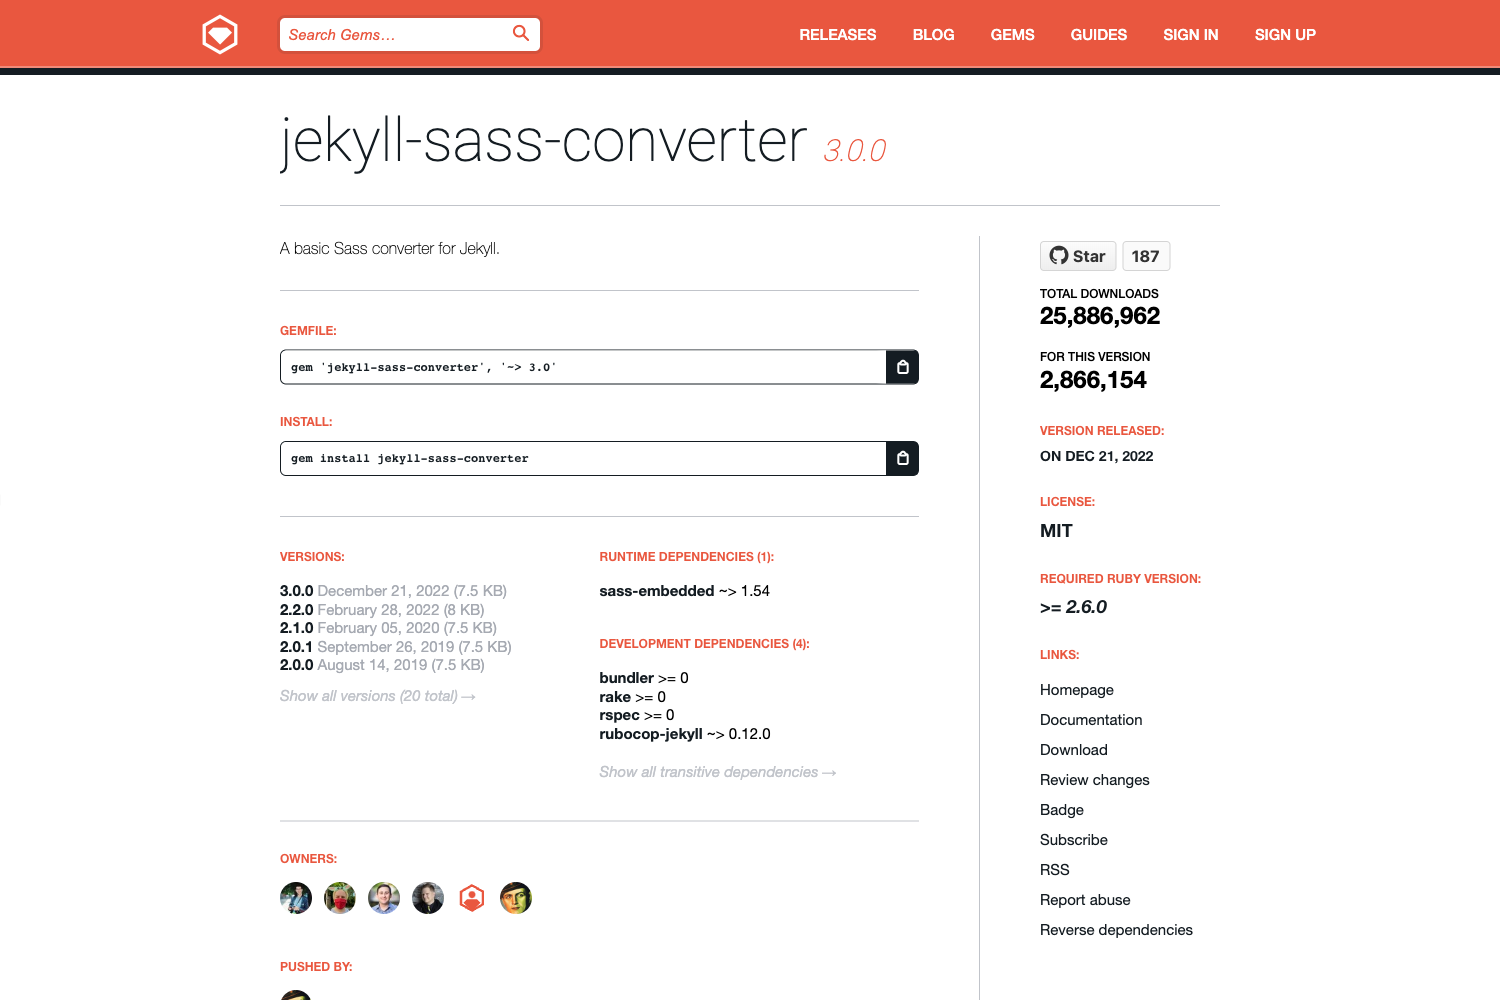 Search Gems…
RELEASES BLOG GEMS GUIDES SIGN IN SIGN UP
jekyll-sass-converter 3.0.0
A basic Sass converter for Jekyll.
GEMFILE:
gem 'jekyll-sass-converter', '~> 3.0'
INSTALL:
gem install jekyll-sass-converter
VERSIONS:
3.0.0 December 21, 2022 (7.5 KB)
2.2.0 February 28, 2022 (8 KB)
2.1.0 February 05, 2020 (7.5 KB)
2.0.1 September 26, 2019 (7.5 KB)
2.0.0 August 14, 2019 (7.5 KB)
Show all versions (20 total) →
RUNTIME DEPENDENCIES (1):
sass-embedded ~> 1.54
DEVELOPMENT DEPENDENCIES (4):
bundler >= 0
rake >= 0
rspec >= 0
rubocop-jekyll ~> 0.12.0
Show all transitive dependencies →
OWNERS:
PUSHED BY:
Star 187
TOTAL DOWNLOADS
25,886,962
FOR THIS VERSION
2,866,154
VERSION RELEASED:
ON DEC 21, 2022
LICENSE:
MIT
REQUIRED RUBY VERSION:
>= 2.6.0
LINKS:
Homepage
Documentation
Download
Review changes
Badge
Subscribe
RSS
Report abuse
Reverse dependencies